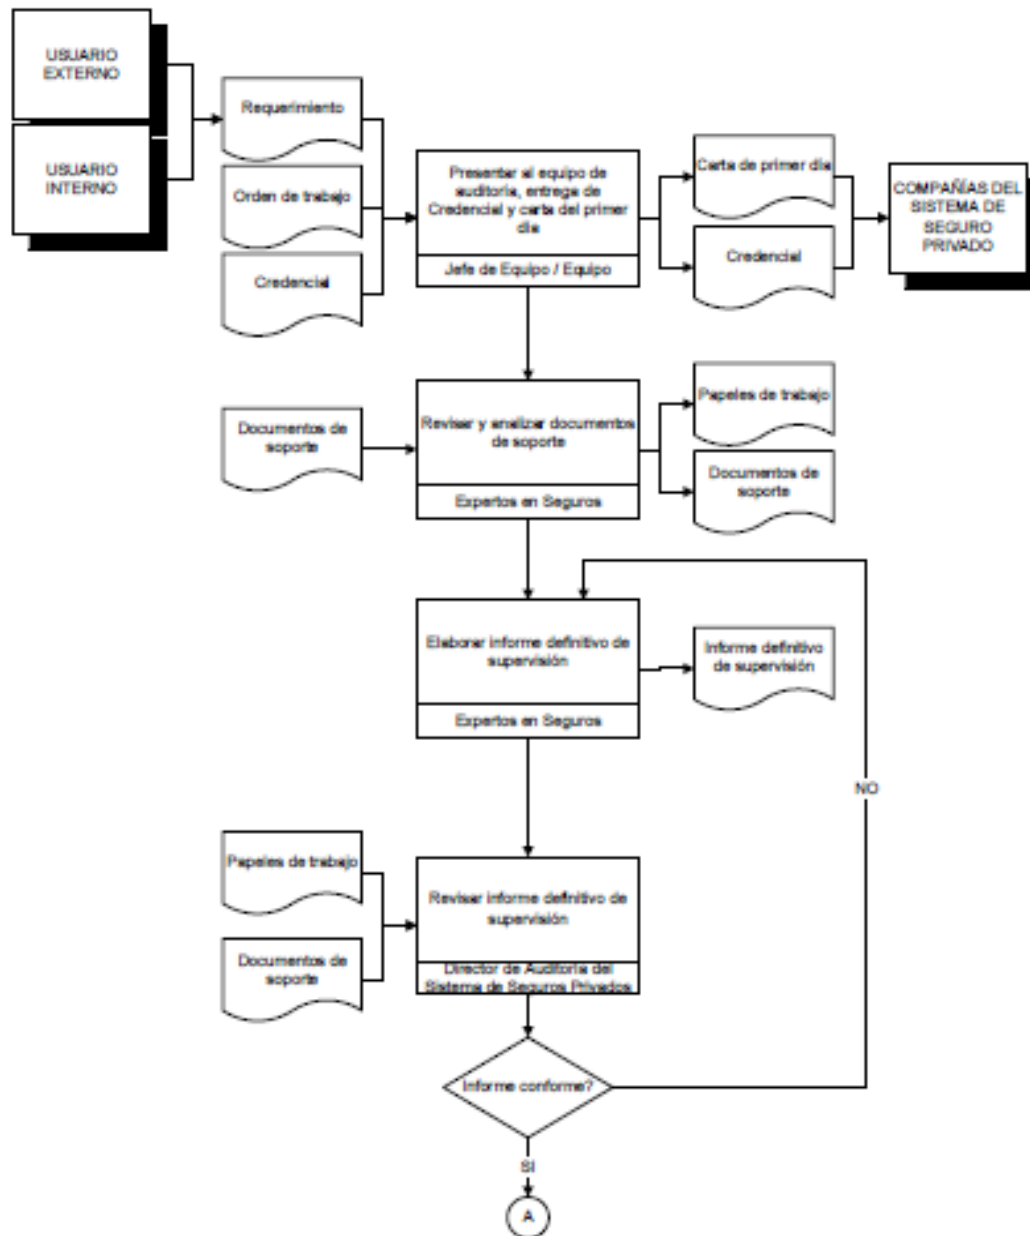 USUARIO
EXTERNO
USUARIO
INTERNO
Requerimiento
Orden de trabajo
Credencial
Presentar al equipo de
auditoría, entrega de
Credencial y carta del primer
día
Jefe de Equipo / Equipo
Carta de primer día
Credencial
COMPAÑÍAS DEL
SISTEMA DE
SEGURO
PRIVADO
Documentos de
soporte
Revisar y analizar documentos
de soporte
Expertos en Seguros
Papeles de trabajo
Documentos de
soporte
Elaborar informe definitivo de
supervisión
Expertos en Seguros
Informe definitivo
de supervisión
NO
Papeles de trabajo
Documentos de
soporte
Revisar informe definitivo de
supervisión
Director de Auditoría del
Sistema de Seguros Privados
Informe conforme?
SI
A